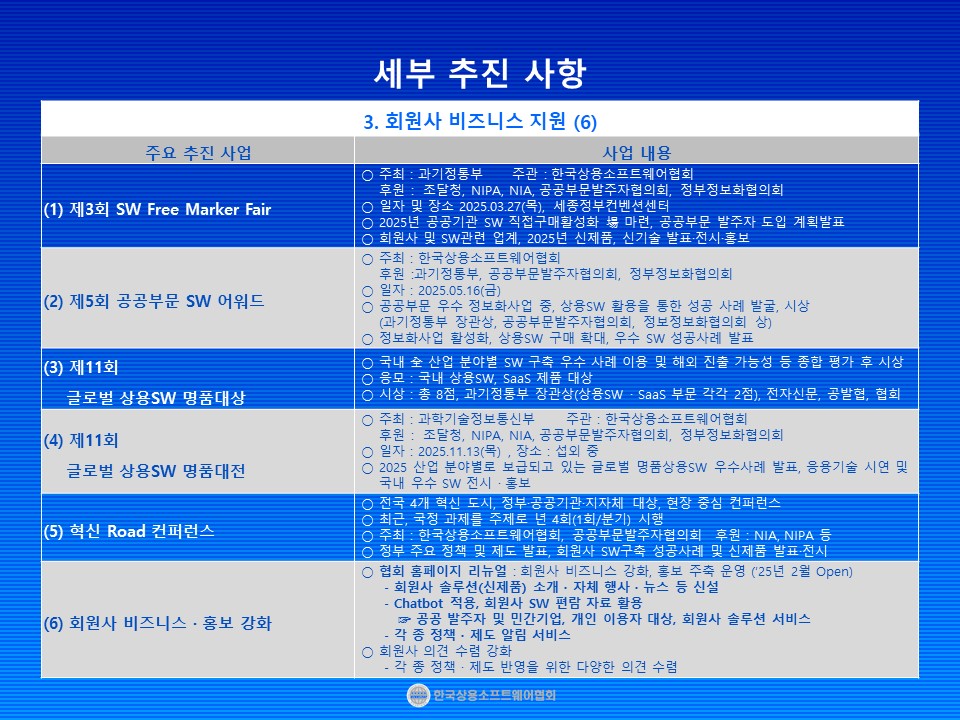 세부 추진 사항
3. 회원사 비즈니스 지원 (6)
주요 추진 사업
사업 내용
(1) 제3회 SW Free Marker Fair
○ 주최 : 과기정통부 주관 : 한국상용소프트웨어협회
후원 : 조달청, NIPA, NIA, 공공부문발주자협의회, 정부정보화협의회
○ 일자 및 장소 2025.03.27(목), 세종정부컨벤션센터
○ 2025년 공공기관 SW 직접구매활성화 場 마련, 공공부문 발주자 도입 계획발표
○ 회원사 및 SW관련 업계, 2025년 신제품, 신기술 발표·전시·홍보
(2) 제5회 공공부문 SW 어워드
○ 주최 : 한국상용소프트웨어협회
후원 :과기정통부, 공공부문발주자협의회, 정부정보화협의회
○ 일자 : 2025.05.16(금)
○ 공공부문 우수 정보화사업 중, 상용SW 활용을 통한 성공 사례 발굴, 시상
(과기정통부 장관상, 공공부문발주자협의회, 정보정보화협의회 상)
○ 정보화사업 활성화, 상용SW 구매 확대, 우수 SW 성공사례 발표
(3) 제11회
글로벌 상용SW 명품대상
○ 국내 全 산업 분야별 SW 구축 우수 사례 이용 및 해외 진출 가능성 등 종합 평가 후 시상
○ 응모 : 국내 상용SW, SaaS 제품 대상
○ 시상 : 총 8점, 과기정통부 장관상(상용SW · SaaS 부문 각각 2점), 전자신문, 공발협, 협회
(4) 제11회
글로벌 상용SW 명품대전
○ 주최 : 과학기술정보통신부 주관 : 한국상용소프트웨어협회
후원 : 조달청, NIPA, NIA, 공공부문발주자협의회, 정부정보화협의회
○ 일자 : 2025.11.13(목) , 장소 : 섭외 중
○ 2025 산업 분야별로 보급되고 있는 글로벌 명품상용SW 우수사례 발표, 응용기술 시연 및
국내 우수 SW 전시 · 홍보
(5) 혁신 Road 컨퍼런스
○ 전국 4개 혁신 도시, 정부·공공기관·지자체 대상, 현장 중심 컨퍼런스
○ 최근, 국정 과제를 주제로 년 4회(1회/분기) 시행
○ 주최 : 한국상용소프트웨어협회, 공공부문발주자협의회 후원 : NIA, NIPA 등
○ 정부 주요 정책 및 제도 발표, 회원사 SW구축 성공사례 및 신제품 발표·전시
(6) 회원사 비즈니스 · 홍보 강화
○ 협회 홈페이지 리뉴얼 : 회원사 비즈니스 강화, 홍보 주축 운영 ('25년 2월 Open)
- 회원사 솔루션(신제품) 소개 · 자체 행사 · 뉴스 등 신설
- Chatbot 적용, 회원사 SW 편람 자료 활용
☞ 공공 발주자 및 민간기업, 개인 이용자 대상, 회원사 솔루션 서비스
- 각 종 정책 · 제도 알림 서비스
○ 회원사 의견 수렴 강화
- 각 종 정책 · 제도 반영을 위한 다양한 의견 수렴
한국상용소프트웨어협회